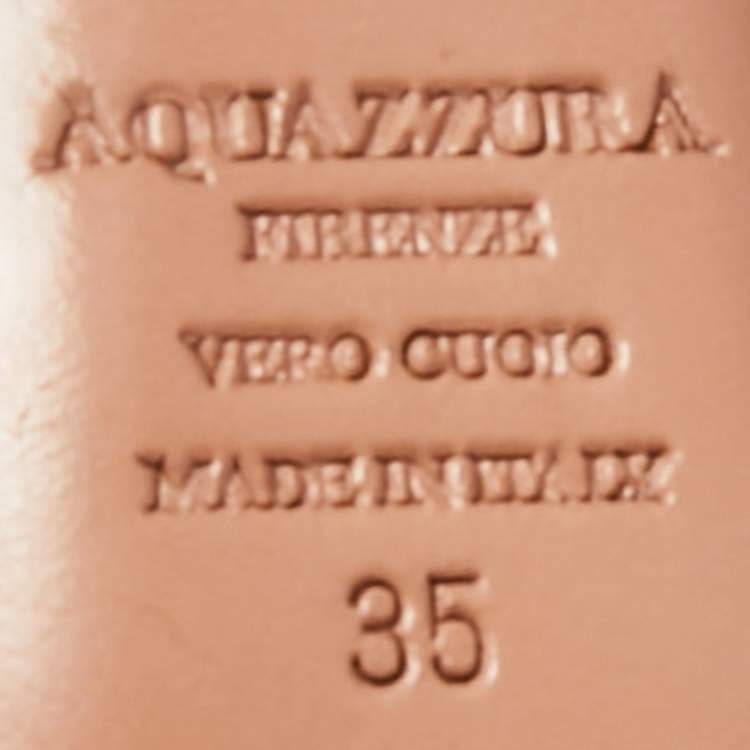 AQUAZZURA
FIRENZE
VERO CUOIO
MADE IN ITALY
35